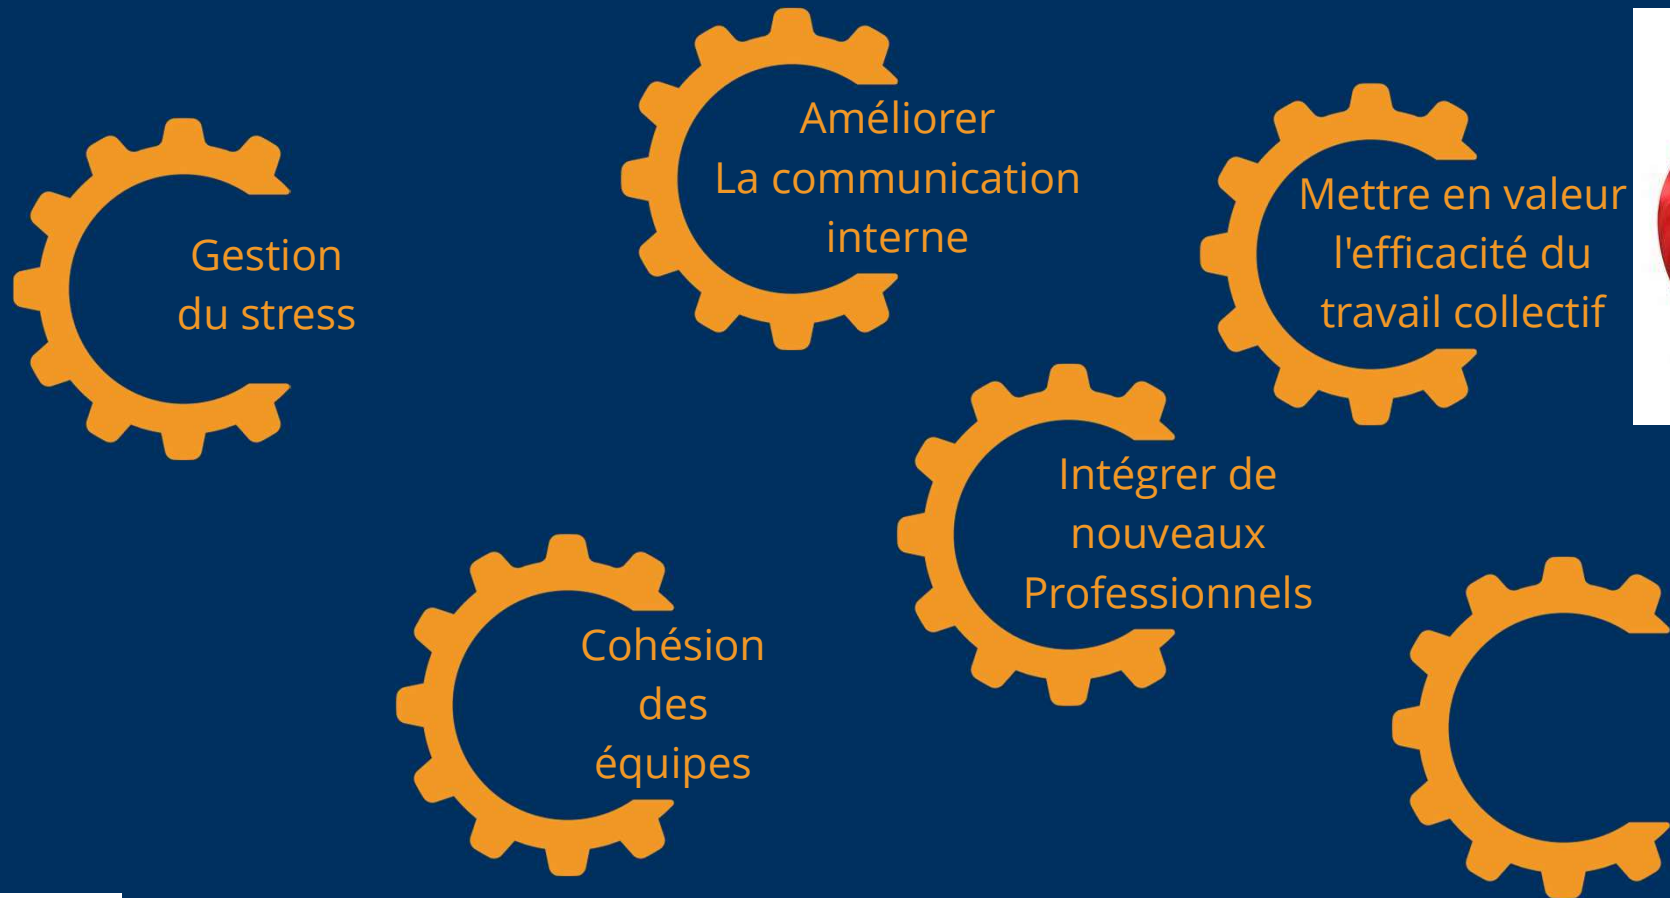 Gestion
du stress
Améliorer
La communication
interne
Mettre en valeur
l'efficacité du
travail collectif
Intégrer de
nouveaux
Professionnels
Cohésion
des
équipes